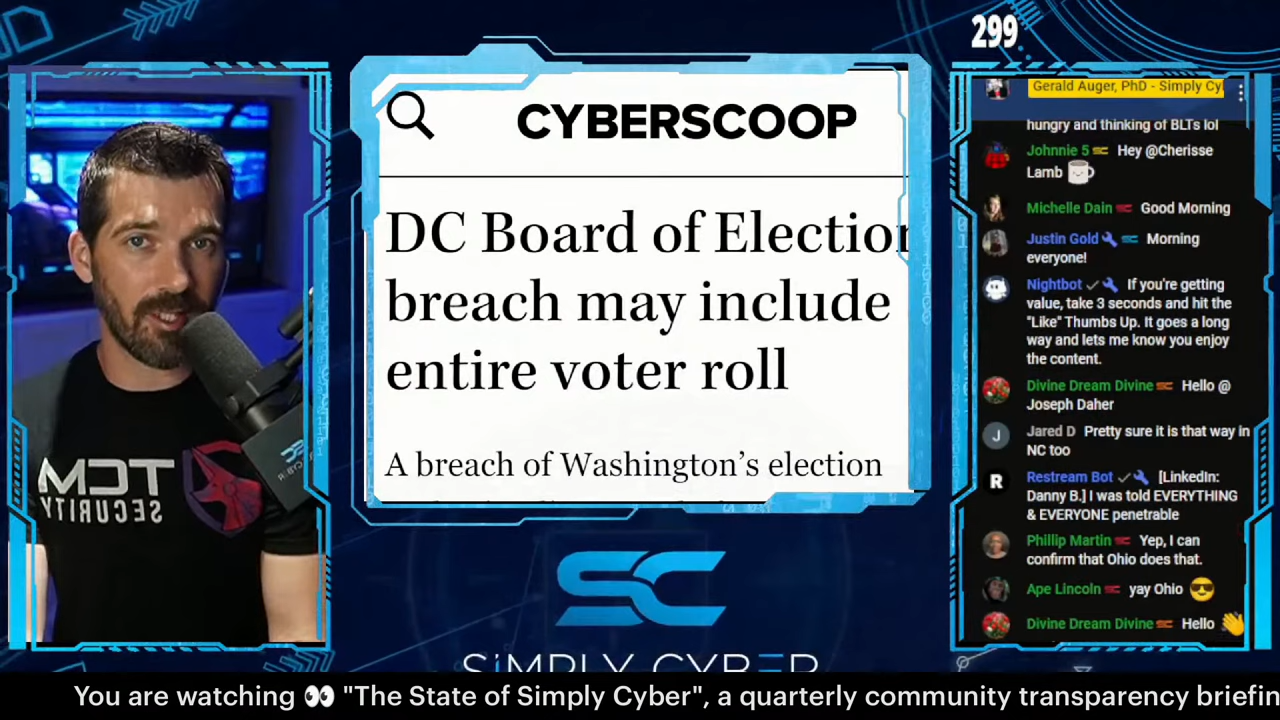 299
CYBERSCOOP
DC Board of Election
breach may include
entire voter roll
A breach of Washington's election
SC
SIMPLY CYBER
MCT
SECURITY
Gerald Auger, PhD - Simply Cy
hungry and thinking of BLTs lol
Johnnie 5 Hey @Cherisse
Lamb
Michelle Dain Good Morning
Justin Gold Morning
everyone!
Nightbot If you're getting
value, take 3 seconds and hit the
"Like" Thumbs Up. It goes a long
way and lets me know you enjoy
the content.
Divine Dream Divine Hello @
Joseph Daher
J
Jared D Pretty sure it is that way in
NC too
R
Restream Bot [LinkedIn:
Danny B.] I was told EVERYTHING
& EVERYONE penetrable
Phillip Martin Yep, I can
confirm that Ohio does that.
Ape Lincoln yay Ohio 😎
Divine Dream Divine Hello 👋
You are watching 👀 "The State of Simply Cyber", a quarterly community transparency briefin